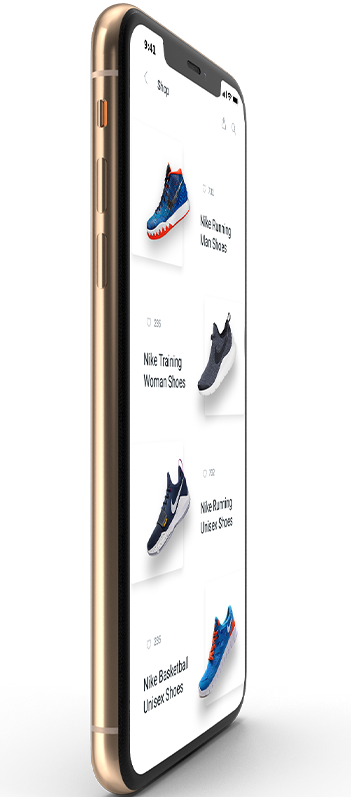 9:41
Shop
702
Nike Running
Man Shoes
235
Nike Training
Woman Shoes
702
Nike Running
Unisex Shoes
235
Nike Basketball
Unisex Shoes